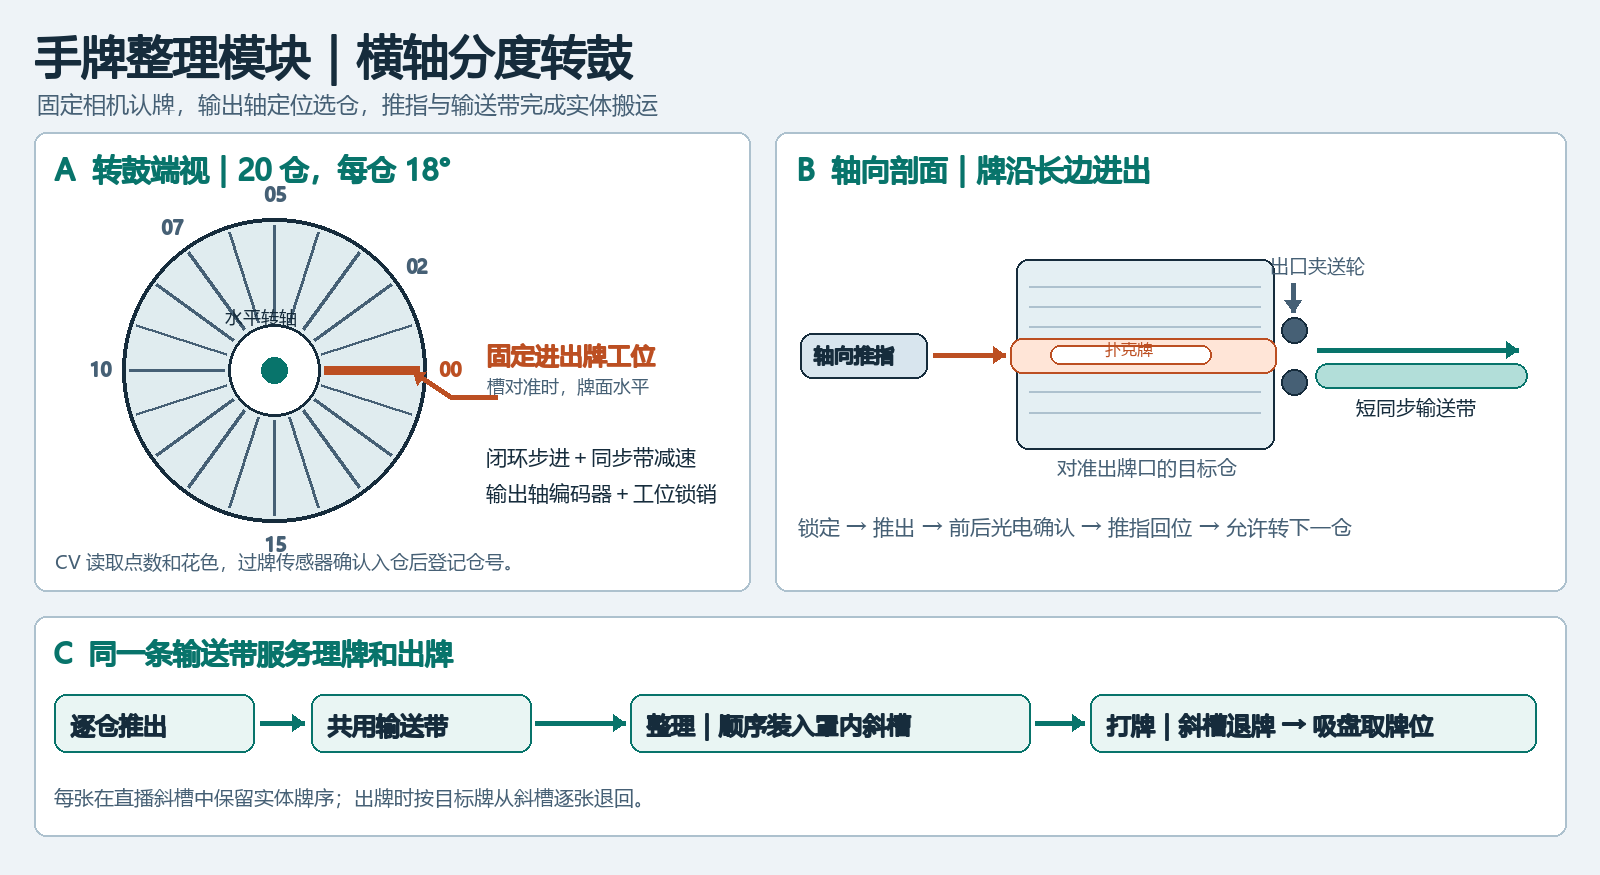 手牌整理模块 | 横轴分度转鼓
固定相机认牌，输出轴定位选仓，推指与输送带完成实体搬运
A 转鼓端视 | 20 仓，每仓 18°
05
07
02
水平转轴
10
00
固定进出牌工位
槽对准时，牌面水平
闭环步进 + 同步带减速
输出轴编码器 + 工位锁销
15
CV 读取点数和花色，过牌传感器确认入仓后登记仓号。
B 轴向剖面 | 牌沿长边进出
出口夹送轮
轴向推指
扑克牌
短同步输送带
对准出牌口的目标仓
锁定 → 推出 → 前后光电确认 → 推指回位 → 允许转下一仓
C 同一条输送带服务理牌和出牌
逐仓推出
共用输送带
整理 | 顺序装入罩内斜槽
打牌 | 斜槽退牌 → 吸盘取牌位
每张在直播斜槽中保留实体牌序；出牌时按目标牌从斜槽逐张退回。